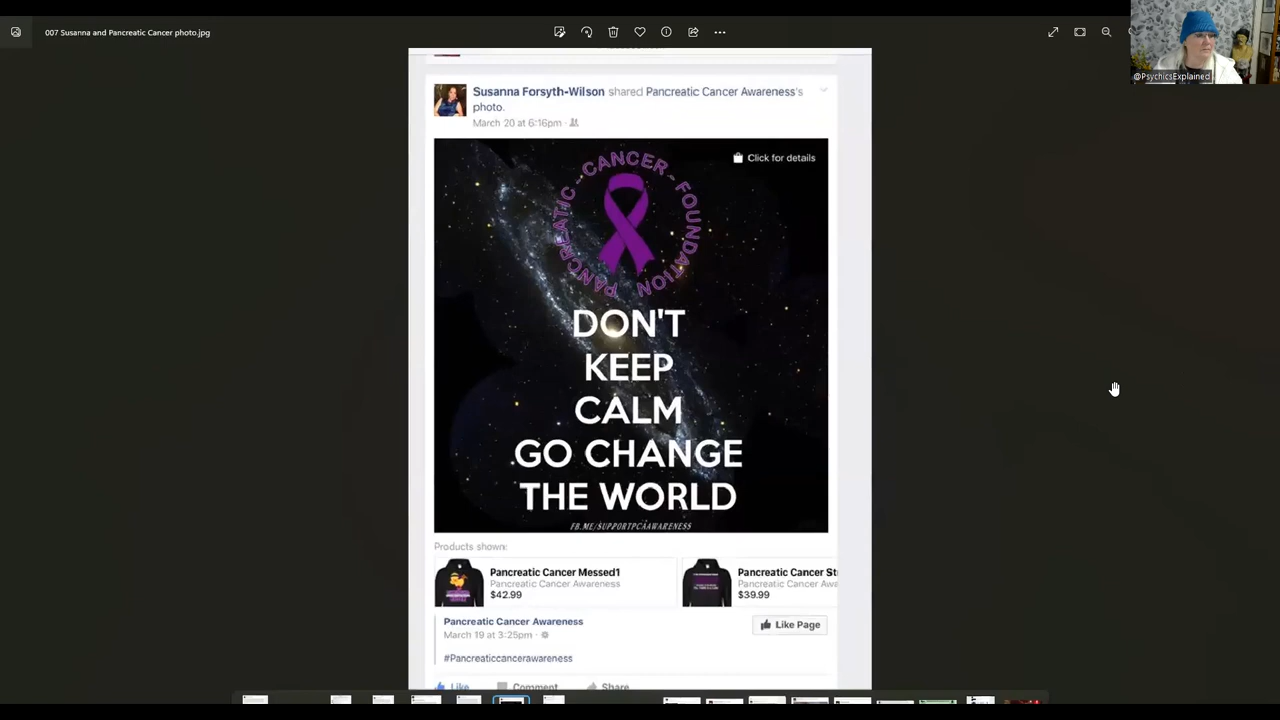 007 Susanna and Pancreatic Cancer photo.jpg
@PsychicsExplained
Susanna Forsyth-Wilson shared Pancreatic Cancer Awareness's
photo.
March 20 at 6:16pm ·
Click for details
PANCREATIC - CANCER - FOUNDATION
DON'T
KEEP
CALM
GO CHANGE
THE WORLD
FB.ME/SUPPORTPCAAWARENESS
Products shown:
Pancreatic Cancer Messed1
Pancreatic Cancer Awareness
$42.99
Pancreatic Cancer St
Pancreatic Cancer Awa
$39.99
Pancreatic Cancer Awareness
March 19 at 3:25pm ·
Like Page
#Pancreaticcancerawareness
Like Comment Share